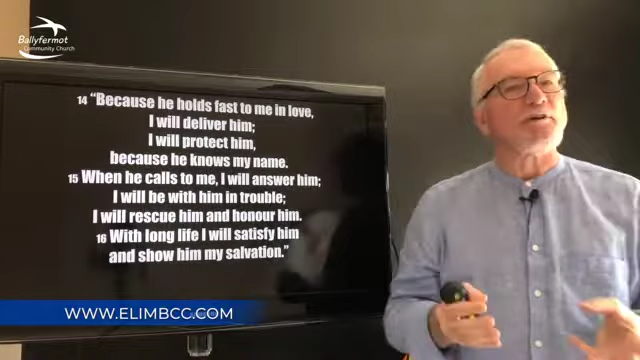 Ballyfermot
Community Church
14 “Because he holds fast to me in love,
I will deliver him;
I will protect him,
because he knows my name.
15 When he calls to me, I will answer him;
I will be with him in trouble;
I will rescue him and honour him.
16 With long life I will satisfy him
and show him my salvation.”
WWW.ELIMBCC.COM